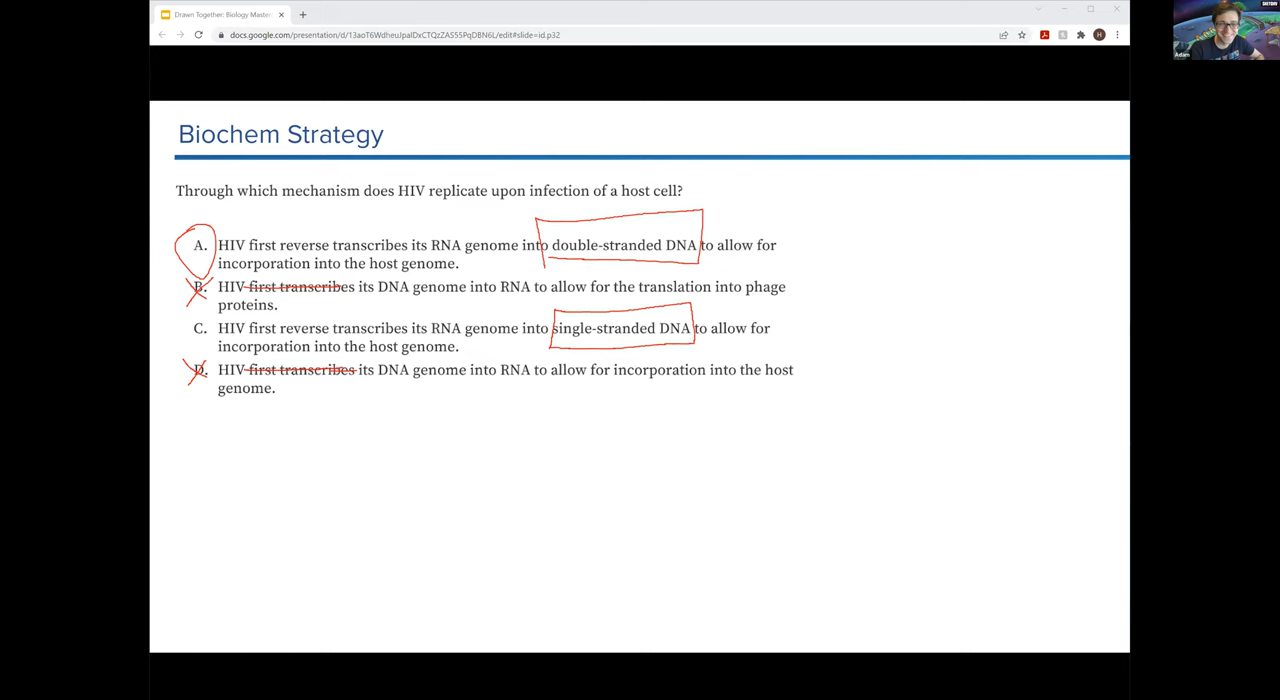 Drawn Together: Biology Master
docs.google.com/presentation/d/13aoT6WdheuJpalDxCTQzZAS55PqDBN6L/edit#slide=id.p32
H
Adam
Biochem Strategy
Through which mechanism does HIV replicate upon infection of a host cell?
A. HIV first reverse transcribes its RNA genome into double-stranded DNA to allow for
incorporation into the host genome.
B. HIV first transcribes its DNA genome into RNA to allow for the translation into phage
proteins.
C. HIV first reverse transcribes its RNA genome into single-stranded DNA to allow for
incorporation into the host genome.
D. HIV first transcribes its DNA genome into RNA to allow for incorporation into the host
genome.